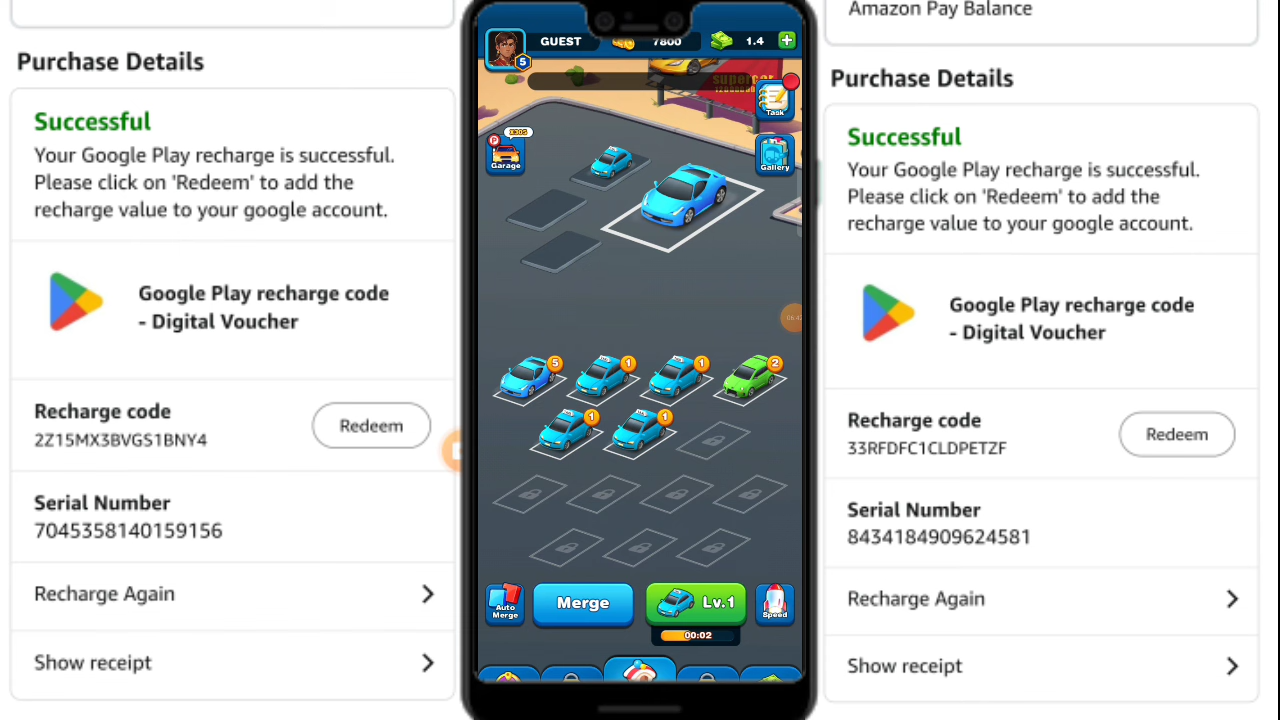 Purchase Details
Successful
Your Google Play recharge is successful.
Please click on 'Redeem' to add the
recharge value to your google account.
Google Play recharge code
- Digital Voucher
Recharge code
2Z15MX3BVGS1BNY4
Redeem
Serial Number
7045358140159156
Recharge Again
Show receipt
GUEST
7800
1.4
5
supercar
Task
X305
P
Garage
Gallery
06:42
5
1
1
2
1
1
Auto
Merge
Merge
Lv.1
00:02
Speed
Amazon Pay Balance
Purchase Details
Successful
Your Google Play recharge is successful.
Please click on 'Redeem' to add the
recharge value to your google account.
Google Play recharge code
- Digital Voucher
Recharge code
33RFDFC1CLDPETZF
Redeem
Serial Number
8434184909624581
Recharge Again
Show receipt